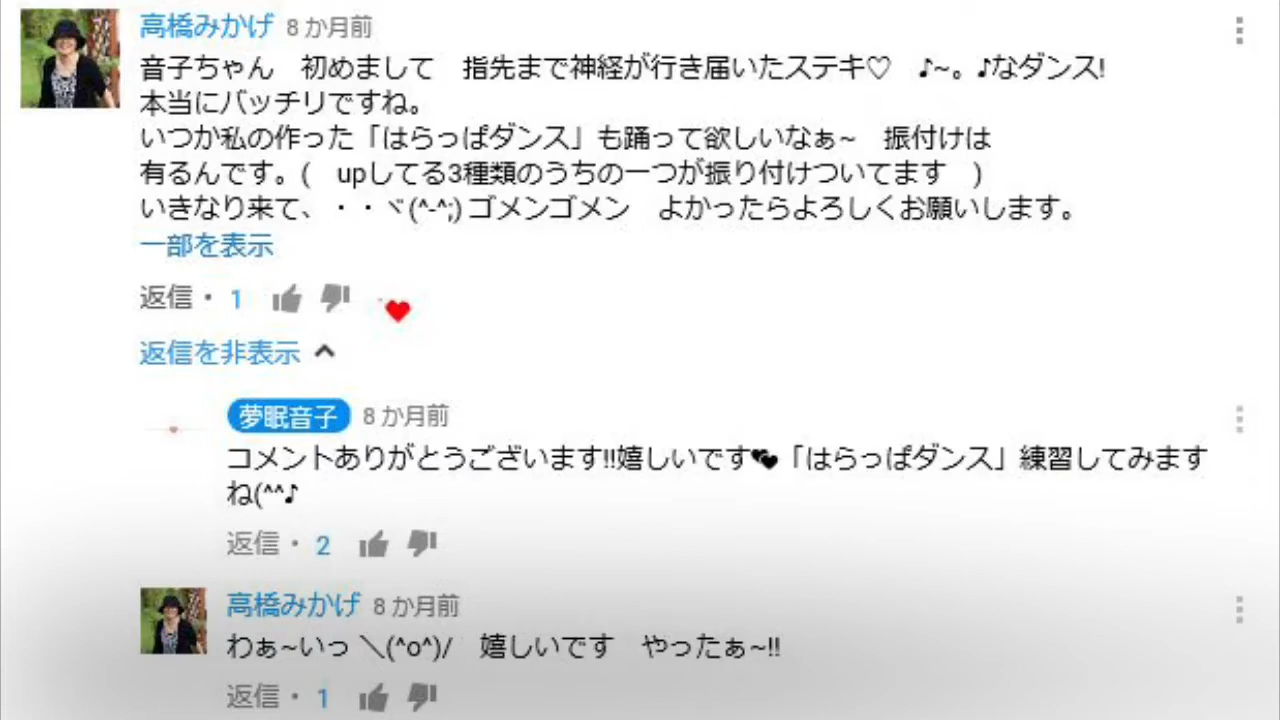 高橋みかげ 8 か月前
音子ちゃん　初めまして　指先まで神経が行き届いたステキ♡　♪~。♪なダンス!
本当にバッチリですね。
いつか私の作った「はらっぱダンス」も踊って欲しいなぁ~　振付けは
有るんです。(　upしてる3種類のうちの一つが振り付けついてます　)
いきなり来て、・・ヾ(^-^;) ゴメンゴメン　よかったらよろしくお願いします。
一部を表示
返信・ 1
返信を非表示
夢眠音子 8 か月前
コメントありがとうございます!!嬉しいです💕「はらっぱダンス」練習してみます
ね(^^♪
返信・ 2
高橋みかげ 8 か月前
わぁ~いっ ＼(^o^)/　嬉しいです　やったぁ~!!
返信・ 1